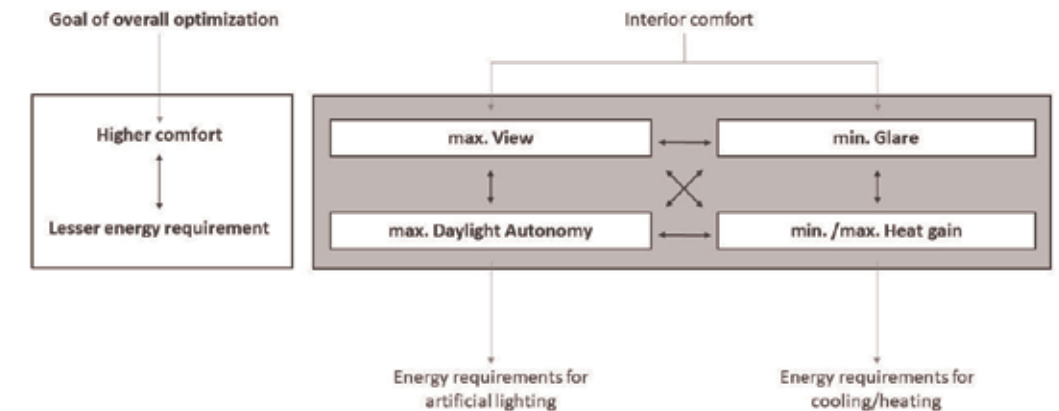 Goal of overall optimization
Interior comfort
Higher comfort
Lesser energy requirement
max. View
min. Glare
max. Daylight Autonomy
min. /max. Heat gain
Energy requirements for
artificial lighting
Energy requirements for
cooling/heating